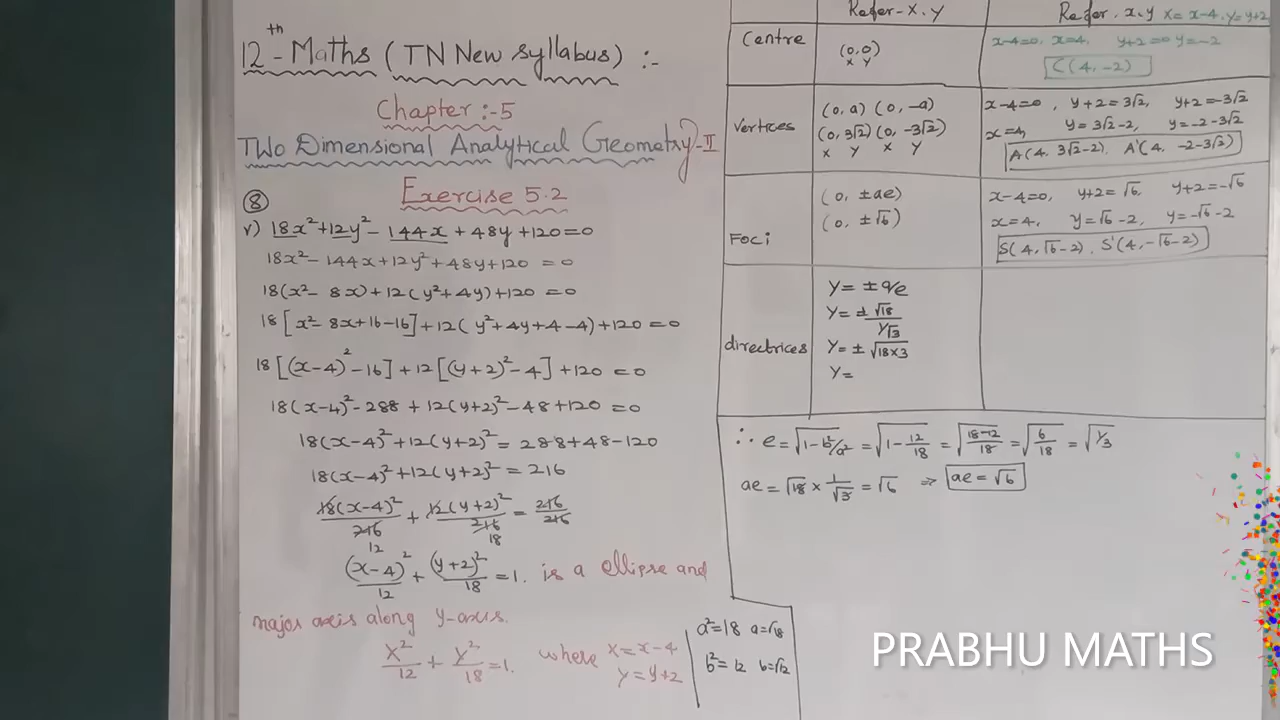 12th - Maths (TN New syllabus) :-
Chapter :- 5
Two Dimensional Analytical Geometry - II
Exercise 5.2
⑧
v) 18x² + 12y² - 144x + 48y + 120 = 0
18x² - 144x + 12y² + 48y + 120 = 0
18(x² - 8x) + 12(y² + 4y) + 120 = 0
18[x² - 8x + 16 - 16] + 12(y² + 4y + 4 - 4) + 120 = 0
18[(x-4)² - 16] + 12[(y+2)² - 4] + 120 = 0
18(x-4)² - 288 + 12(y+2)² - 48 + 120 = 0
18(x-4)² + 12(y+2)² = 288 + 48 - 120
18(x-4)² + 12(y+2)² = 216
18(x-4)²/216 + 12(y+2)²/216 = 216/216
12 18
(x-4)²/12 + (y+2)²/18 = 1. is a ellipse and
major axis along y-axis.
X²/12 + Y²/18 = 1. where X = x-4
Y = y+2
a² = 18 a = √18
b² = 12 b = √12
Refer - X, Y
Refer. x, y X = x-4, Y = y+2
Centre
(0, 0)
X Y
x-4=0, x=4, y+2=0 y=-2
C(4, -2)
Vertices
(0, a) (0, -a)
(0, 3√2) (0, -3√2)
X Y X Y
x-4=0, y+2=3√2, y+2=-3√2
x=4, y=3√2-2, y=-2-3√2
A(4, 3√2-2). A'(4, -2-3√2)
Foci
(0, ±ae)
(0, ±√6)
x-4=0, y+2=√6, y+2=-√6
x=4, y=√6-2, y=-√6-2
S(4, √6-2). S'(4, -√6-2)
directrices
Y = ± a/e
Y = ± √18/1/√3
Y = ± √18×3
Y =
∴ e = √1-b²/a² = √1-12/18 = √18-12/18 = √6/18 = √1/3
ae = √18 × 1/√3 = √6 ⇒ ae = √6
PRABHU MATHS